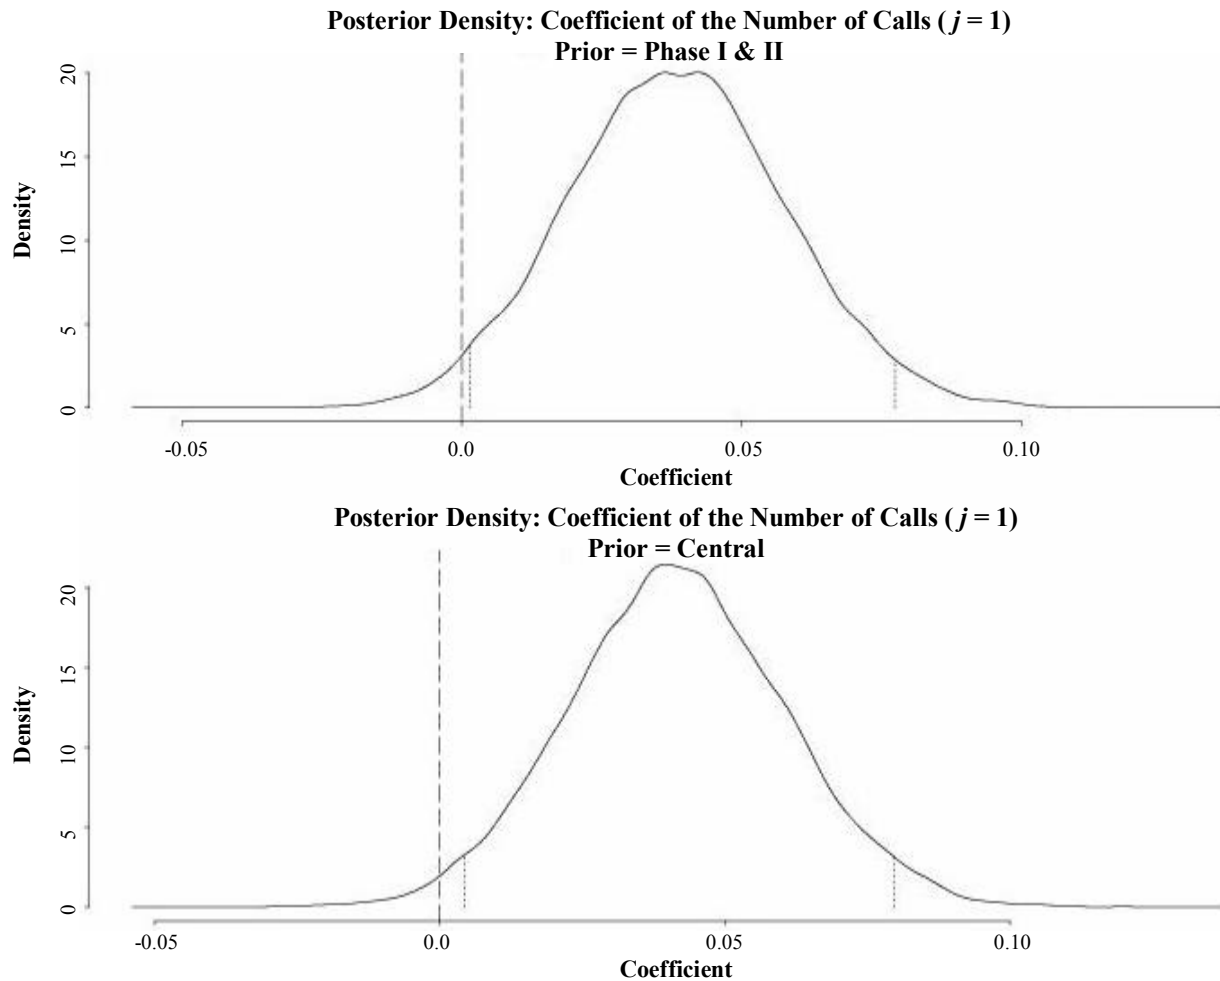 Posterior Density: Coefficient of the Number of Calls ( j = 1)
Prior = Phase I & II
20
15
10
5
0
Density
-0.05 0.0 0.05 0.10
Coefficient
Posterior Density: Coefficient of the Number of Calls ( j = 1)
Prior = Central
20
15
10
5
0
Density
-0.05 0.0 0.05 0.10
Coefficient